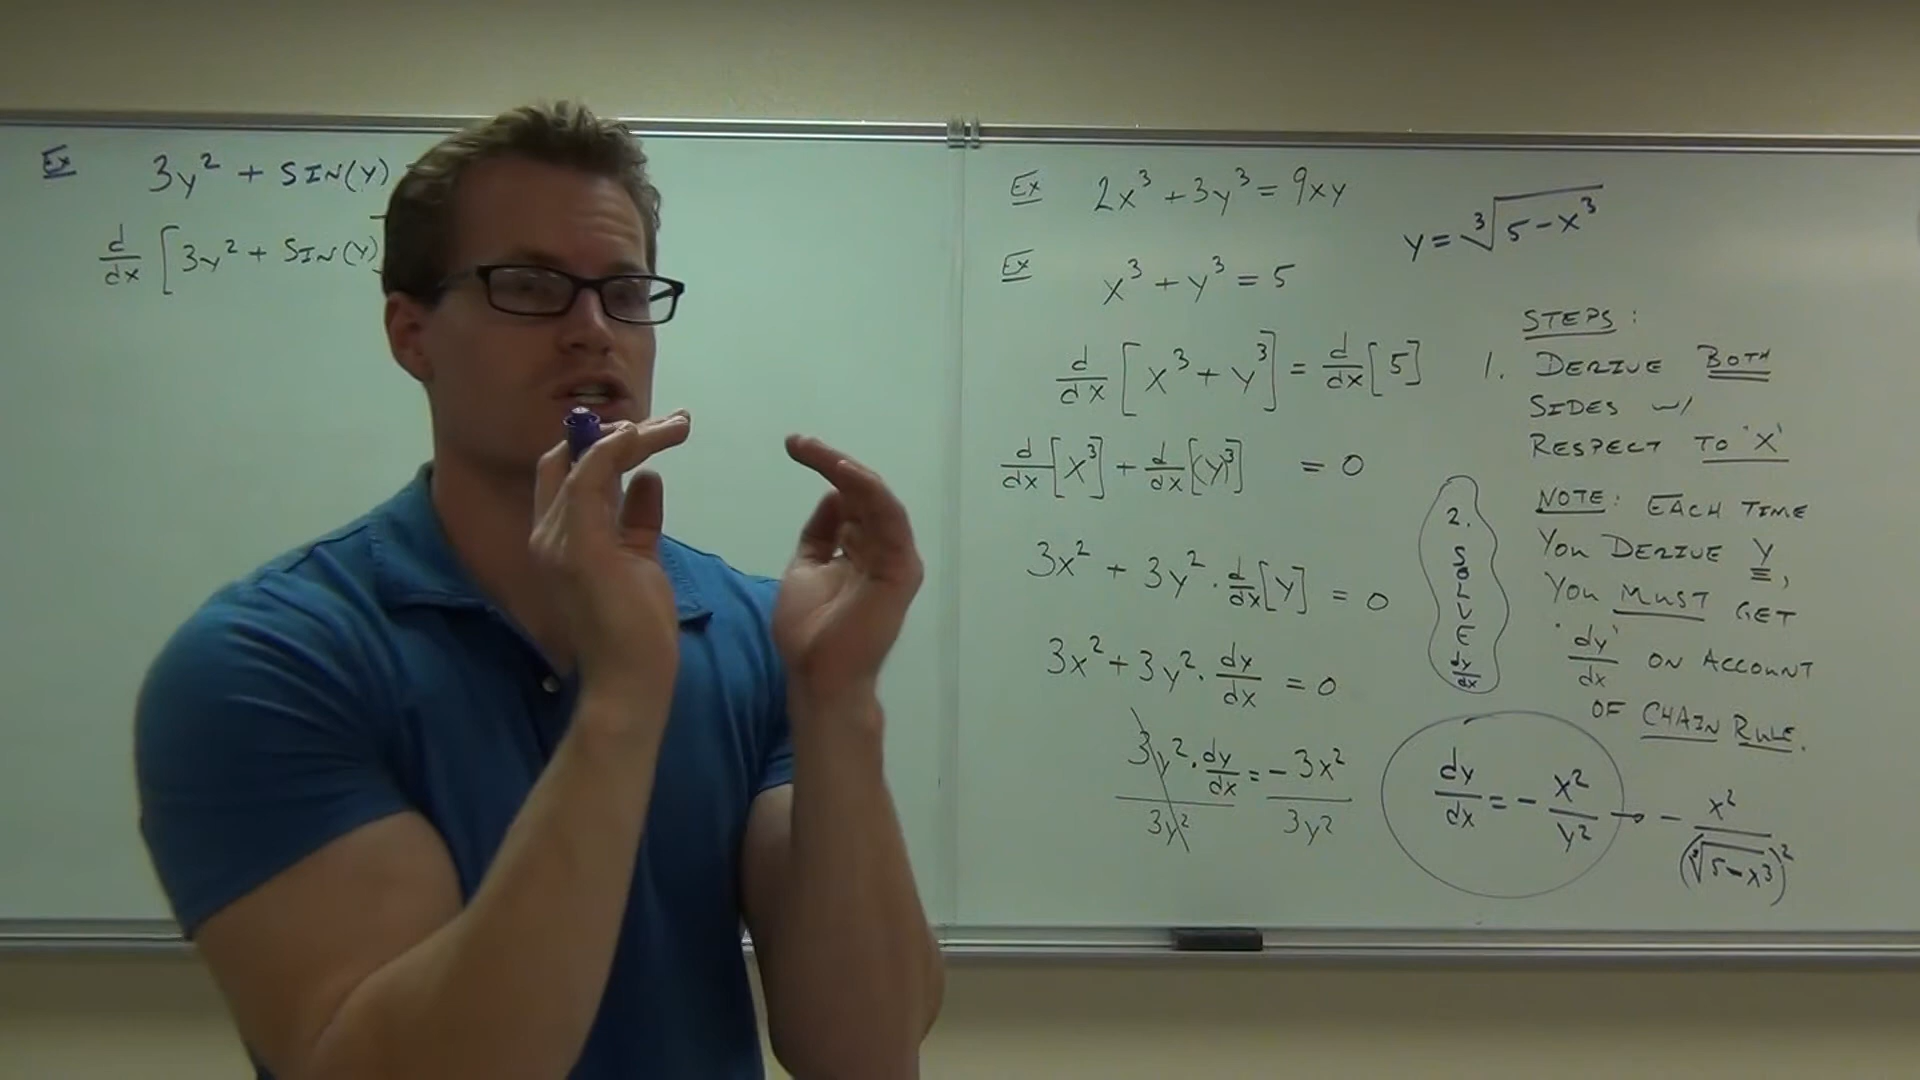 Ex 3y² + SIN(Y)
d/dx [3y² + SIN(Y)
Ex 2x³ + 3y³ = 9xy
y = ∛(5-x³)
Ex x³ + y³ = 5
d/dx [x³ + y³] = d/dx [5]
d/dx [x³] + d/dx [(y)³] = 0
3x² + 3y² · d/dx [y] = 0
3x² + 3y² · dy/dx = 0
3y² · dy/dx / 3y² = -3x² / 3y²
STEPS:
1. DERIVE BOTH
SIDES W/
RESPECT TO 'X'
NOTE: EACH TIME
YOU DERIVE Y,
YOU MUST GET
'dy/dx' ON ACCOUNT
OF CHAIN RULE.
2.
S
O
L
V
E
dy/dx
dy/dx = - x²/y² → - x²/(∛(5-x³))²